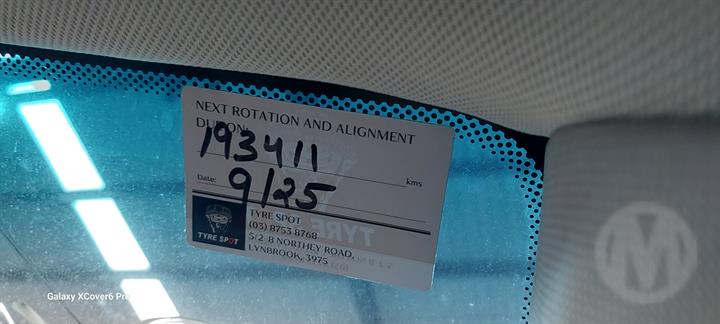 NEXT ROTATION AND ALIGNMENT
DUE ON:
193411
kms
Date: 9/25
TYRE SPOT
TYRE SPOT
(03) 8753 8768
5/2-8 NORTHEY ROAD,
LYNBROOK, 3975
Galaxy XCover6 Pro
M